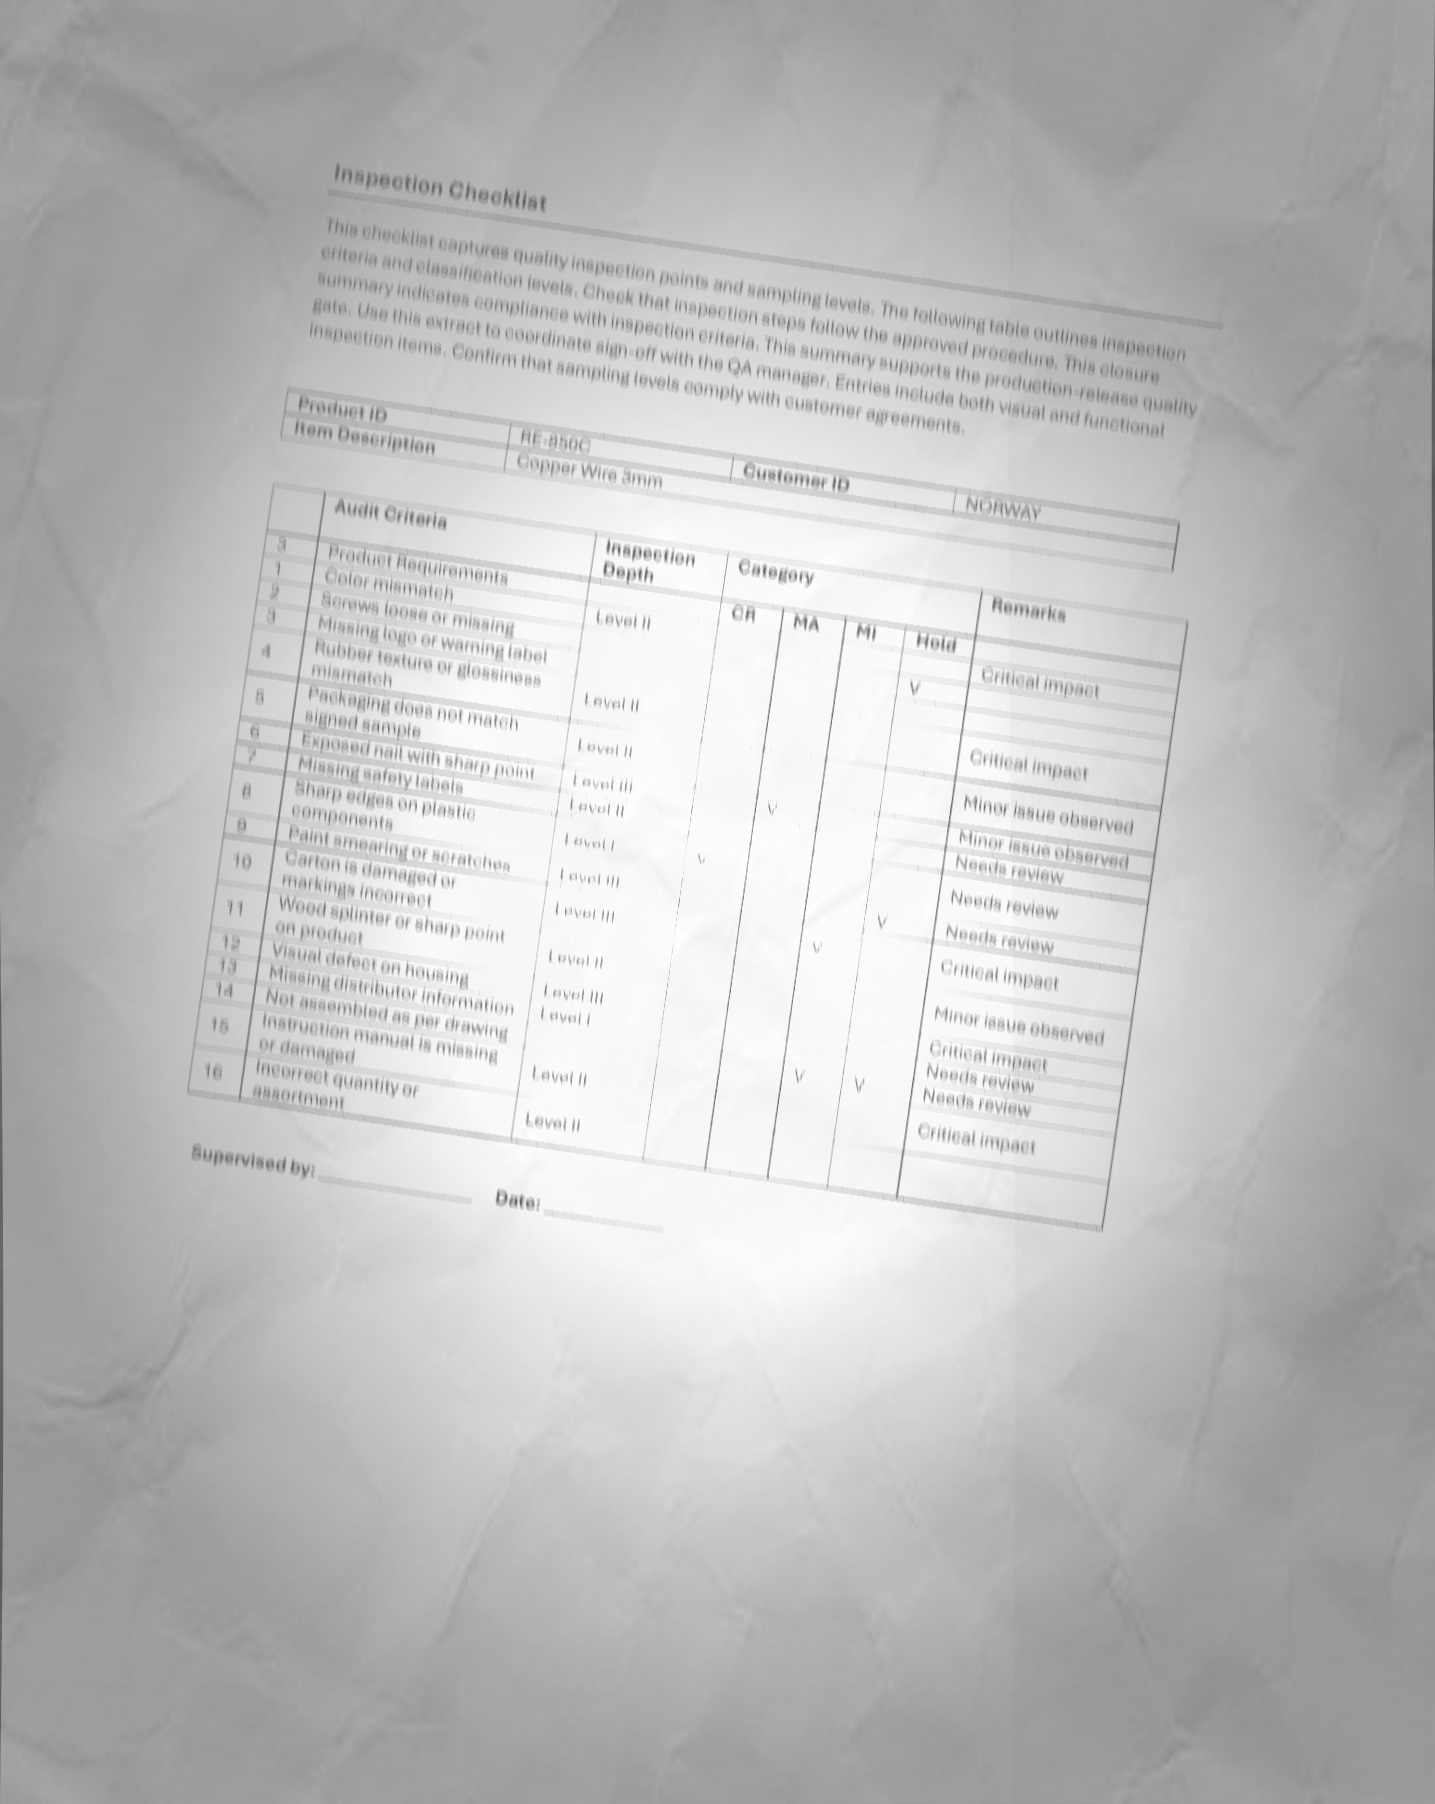 Inspection Checklist
This checklist captures quality inspection points and sampling levels. The following table outlines inspection
criteria and classification levels. Check that inspection steps follow the approved procedure. This closure
summary indicates compliance with inspection criteria. This summary supports the production-release quality
gate. Use this extract to coordinate sign-off with the QA manager. Entries include both visual and functional
inspection items. Confirm that sampling levels comply with customer agreements.
Product ID RE-850C Customer ID NORWAY
Item Description Copper Wire 3mm
Audit Criteria Inspection Category Remarks
Depth
3 Product Requirements CR MA MI Hold
1 Color mismatch Level II Critical impact
2 Screws loose or missing V
3 Missing logo or warning label
4 Rubber texture or glossiness Level II Critical impact
mismatch
5 Packaging does not match Level II Minor issue observed
signed sample
6 Exposed nail with sharp point Level III V Minor issue observed
7 Missing safety labels Level II Needs review
8 Sharp edges on plastic Level I V Needs review
components
9 Paint smearing or scratches Level III V Needs review
10 Carton is damaged or Level III V Critical impact
markings incorrect
11 Wood splinter or sharp point Level II Minor issue observed
on product
12 Visual defect on housing Level III Critical impact
13 Missing distributor information Level I Needs review
14 Not assembled as per drawing V V Needs review
15 Instruction manual is missing Level II Critical impact
or damaged
16 Incorrect quantity or Level II
assortment
Supervised by: Date: